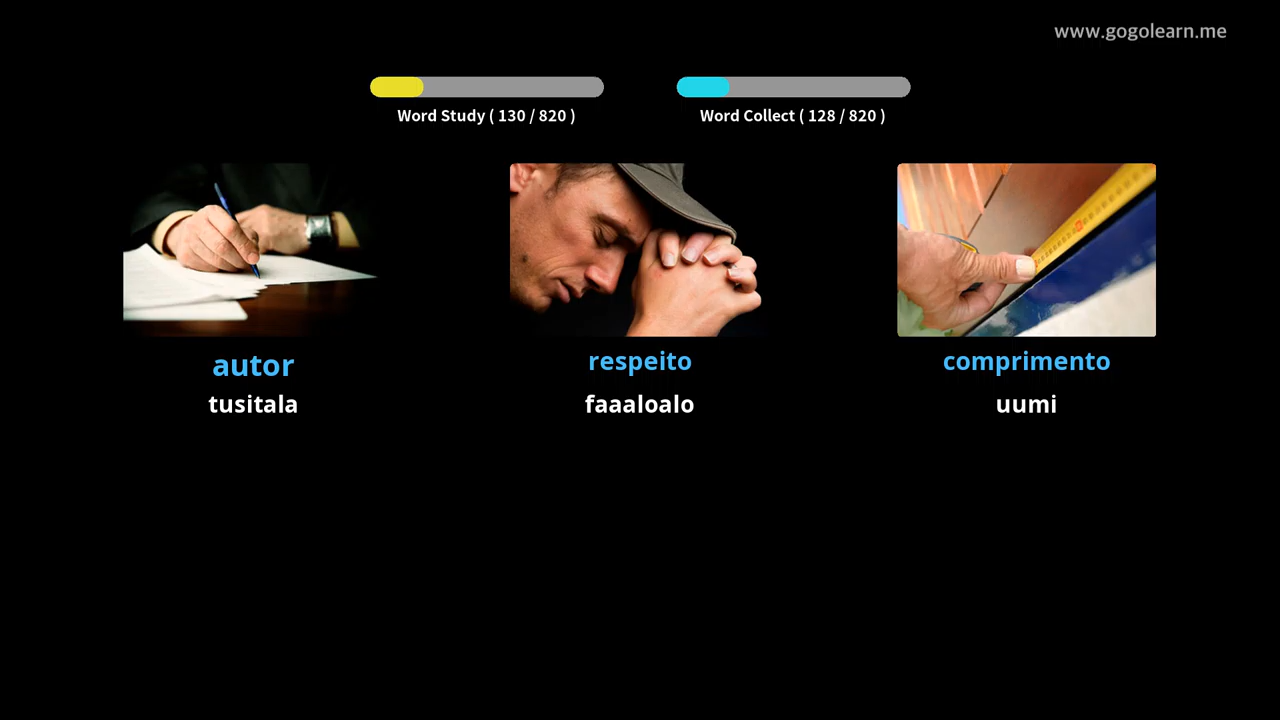 www.gogolearn.me
Word Study ( 130 / 820 )
Word Collect ( 128 / 820 )
autor
respeito
comprimento
tusitala
faaaloalo
uumi